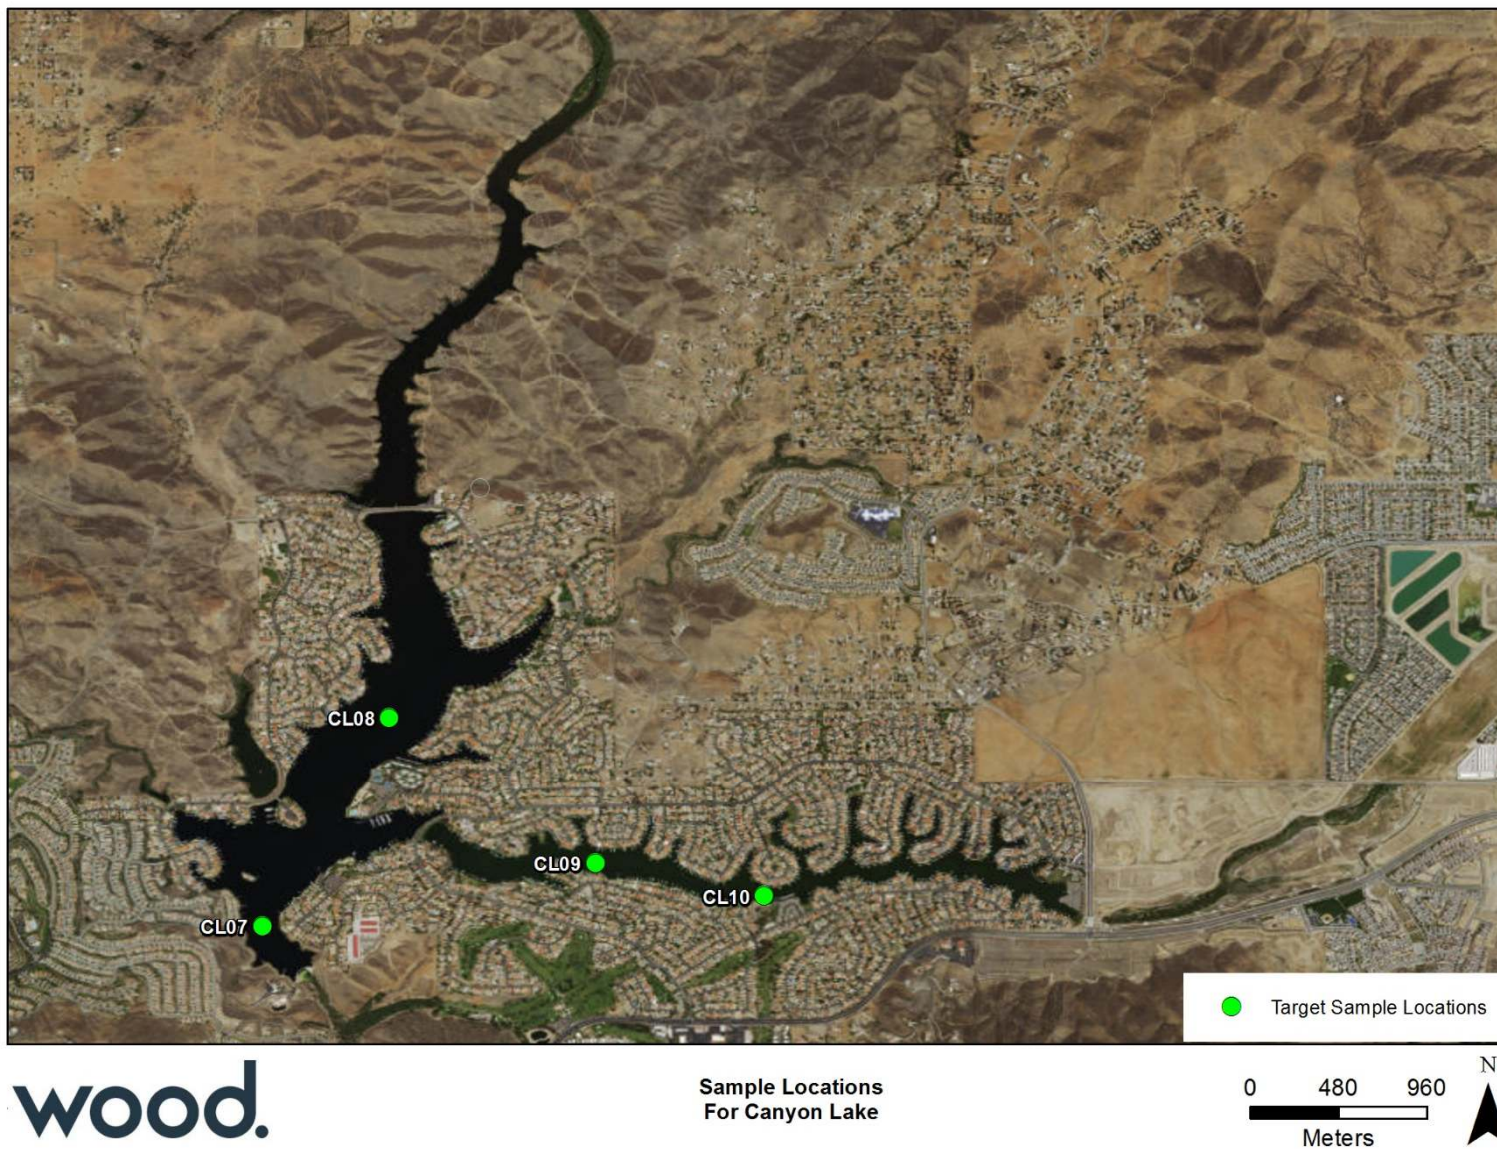 CL08
CL09
CL10
CL07
Target Sample Locations
wood.
Sample Locations
For Canyon Lake
0 480 960
Meters
N